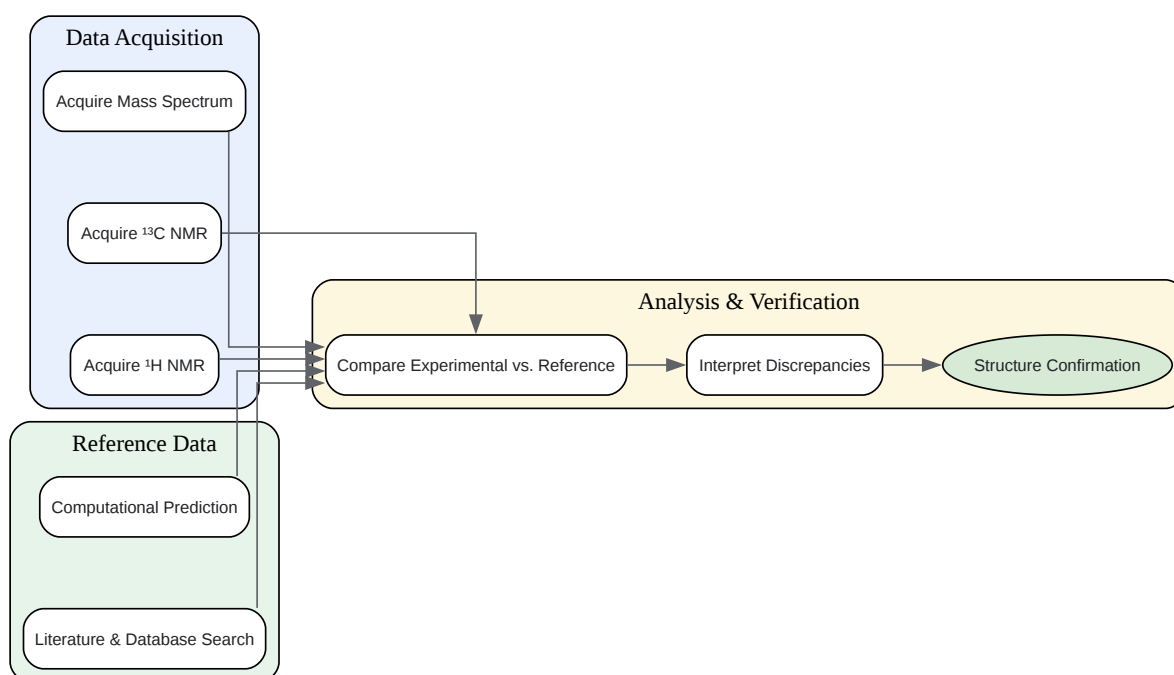 Data Acquisition
Acquire Mass Spectrum
Acquire ¹³C NMR
Acquire ¹H NMR
Analysis & Verification
Compare Experimental vs. Reference
Interpret Discrepancies
Structure Confirmation
Reference Data
Computational Prediction
Literature & Database Search